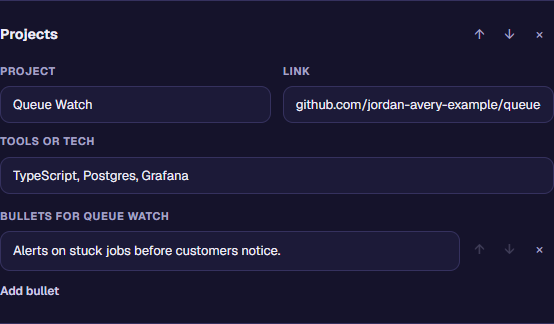 Projects
PROJECT
LINK
Queue Watch
github.com/jordan-avery-example/queue
TOOLS OR TECH
TypeScript, Postgres, Grafana
BULLETS FOR QUEUE WATCH
Alerts on stuck jobs before customers notice.
Add bullet